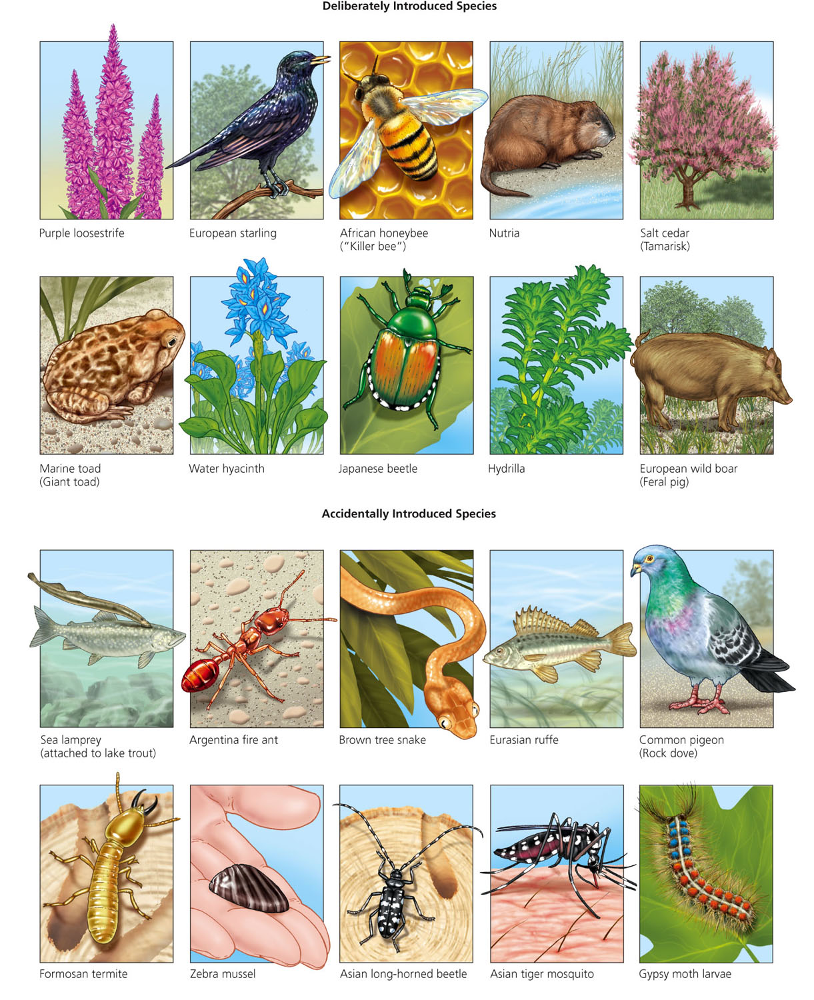 Deliberately Introduced Species
Purple loosestrife
European starling
African honeybee
("Killer bee")
Nutria
Salt cedar
(Tamarisk)
Marine toad
(Giant toad)
Water hyacinth
Japanese beetle
Hydrilla
European wild boar
(Feral pig)
Accidentally Introduced Species
Sea lamprey
(attached to lake trout)
Argentina fire ant
Brown tree snake
Eurasian ruffe
Common pigeon
(Rock dove)
Formosan termite
Zebra mussel
Asian long-horned beetle
Asian tiger mosquito
Gypsy moth larvae